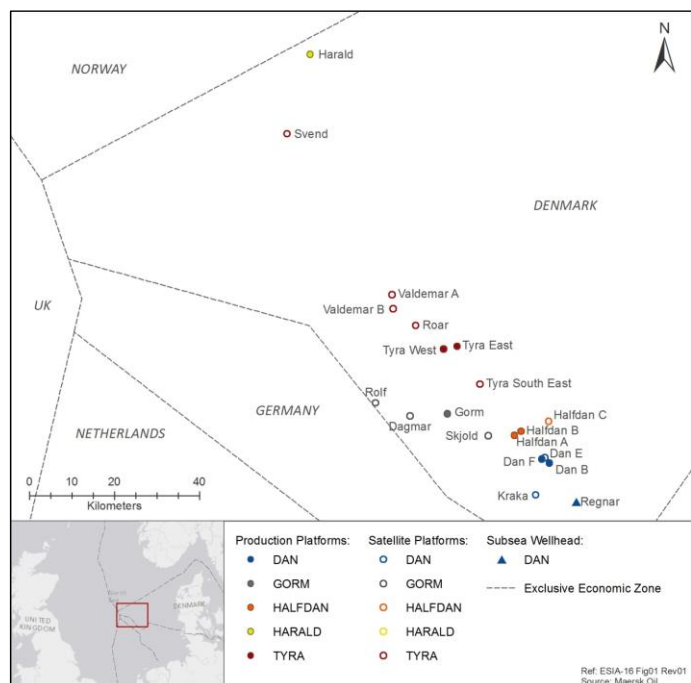 N
NORWAY
Harald
Svend
DENMARK
Valdemar A
UK
Valdemar B
Roar
Tyra East
Tyra West
Tyra South East
Rolf
GERMANY
Gorm
Halfdan C
Dagmar
Halfdan B
NETHERLANDS
Skjold
Halfdan A
Dan E
Dan F
Dan B
0 10 20 40
Kilometers
Kraka
Regnar
Production Platforms:
DAN
GORM
HALFDAN
HARALD
TYRA
Satellite Platforms:
DAN
GORM
HALFDAN
HARALD
TYRA
Subsea Wellhead:
DAN
Exclusive Economic Zone
North
Sea
DENMARK
UNITED
KINGDOM
Ref: ESIA-16 Fig01 Rev01
Source: Maersk Oil